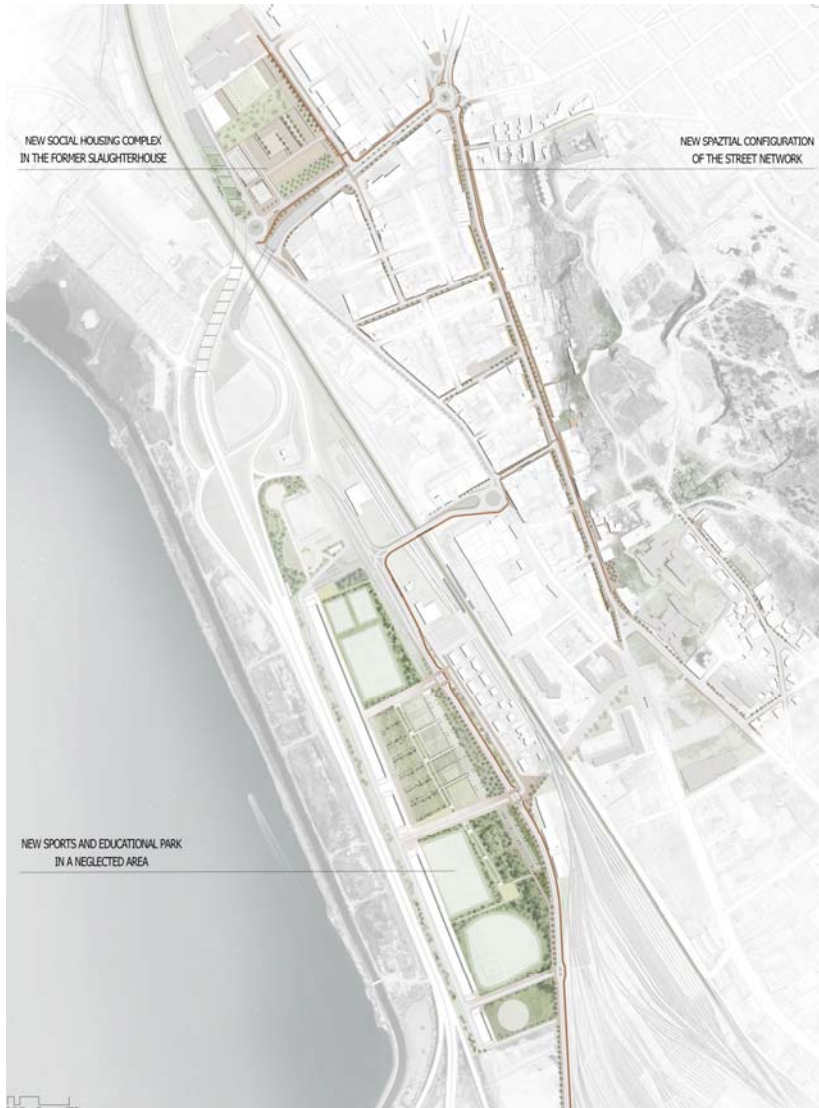 NEW SOCIAL HOUSING COMPLEX
IN THE FORMER SLAUGHTERHOUSE
NEW SPAZTIAL CONFIGURATION
OF THE STREET NETWORK
NEW SPORTS AND EDUCATIONAL PARK
IN A NEGLECTED AREA